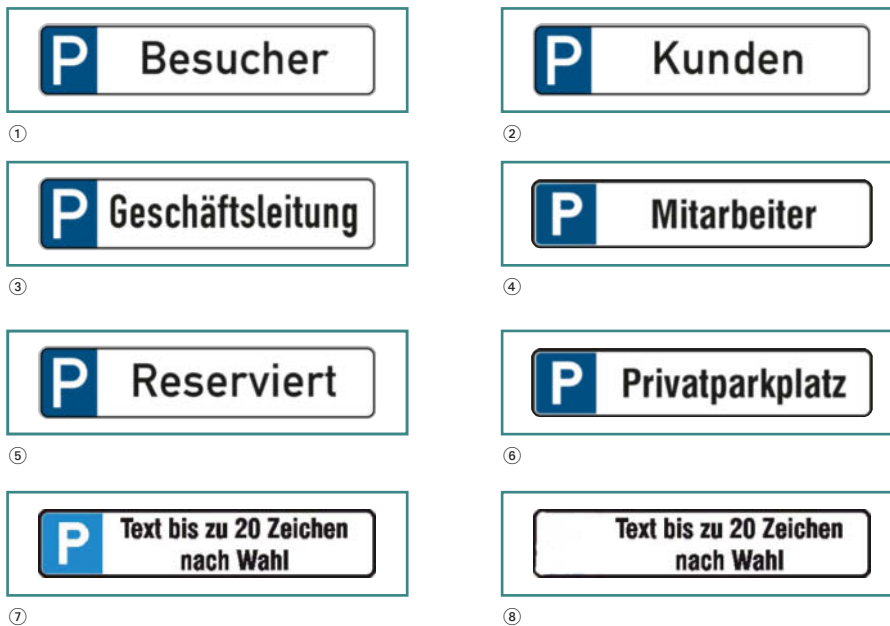 P Besucher
①
P Kunden
②
P Geschäftsleitung
③
P Mitarbeiter
④
P Reserviert
⑤
P Privatparkplatz
⑥
P Text bis zu 20 Zeichen
nach Wahl
⑦
Text bis zu 20 Zeichen
nach Wahl
⑧